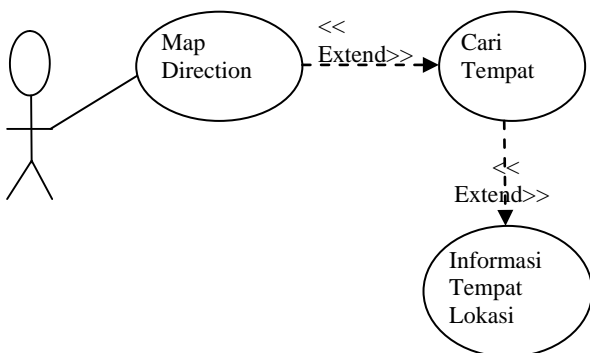 Map
Direction
<<
Extend>>
Cari
Tempat
<<
Extend>>
Informasi
Tempat
Lokasi